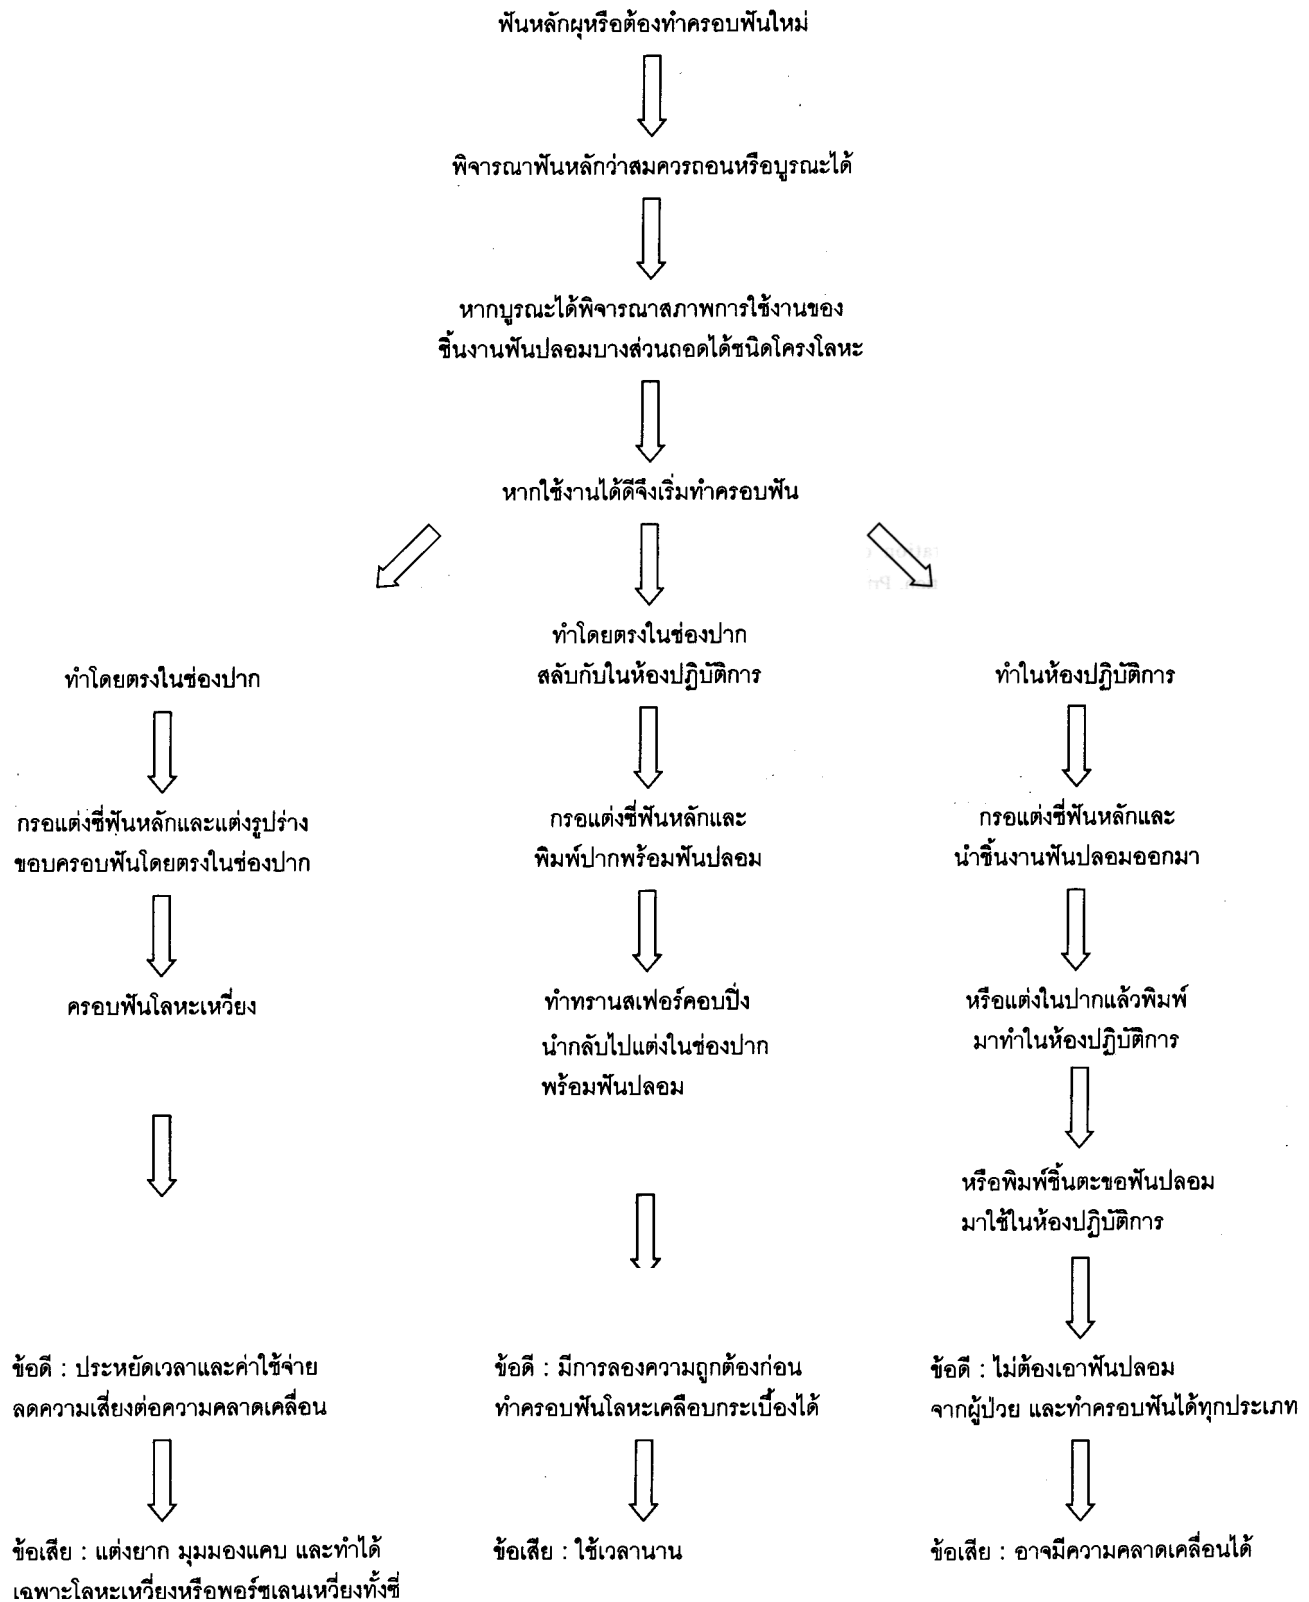 ฟันหลักผุหรือต้องทำครอบฟันใหม่
พิจารณาฟันหลักว่าสมควรถอนหรือบูรณะได้
หากบูรณะได้พิจารณาสภาพการใช้งานของ
ชิ้นงานฟันปลอมบางส่วนถอดได้ชนิดโครงโลหะ
หากใช้งานได้ดีจึงเริ่มทำครอบฟัน
ทำโดยตรงในช่องปาก
กรอแต่งซี่ฟันหลักและแต่งรูปร่าง
ขอบครอบฟันโดยตรงในช่องปาก
ครอบฟันโลหะเหวี่ยง
ข้อดี : ประหยัดเวลาและค่าใช้จ่าย
ลดความเสี่ยงต่อความคลาดเคลื่อน
ข้อเสีย : แต่งยาก มุมมองแคบ และทำได้
เฉพาะโลหะเหวี่ยงหรือพอร์ซเลนเหวี่ยงทั้งซี่
ทำโดยตรงในช่องปาก
สลับกับในห้องปฏิบัติการ
กรอแต่งซี่ฟันหลักและ
พิมพ์ปากพร้อมฟันปลอม
ทำทรานสเฟอร์คอบปิ่ง
นำกลับไปแต่งในช่องปาก
พร้อมฟันปลอม
ข้อดี : มีการลองความถูกต้องก่อน
ทำครอบฟันโลหะเคลือบกระเบื้องได้
ข้อเสีย : ใช้เวลานาน
ทำในห้องปฏิบัติการ
กรอแต่งซี่ฟันหลักและ
นำชิ้นงานฟันปลอมออกมา
หรือแต่งในปากแล้วพิมพ์
มาทำในห้องปฏิบัติการ
หรือพิมพ์ชิ้นตะขอฟันปลอม
มาใช้ในห้องปฏิบัติการ
ข้อดี : ไม่ต้องเอาฟันปลอม
จากผู้ป่วย และทำครอบฟันได้ทุกประเภท
ข้อเสีย : อาจมีความคลาดเคลื่อนได้